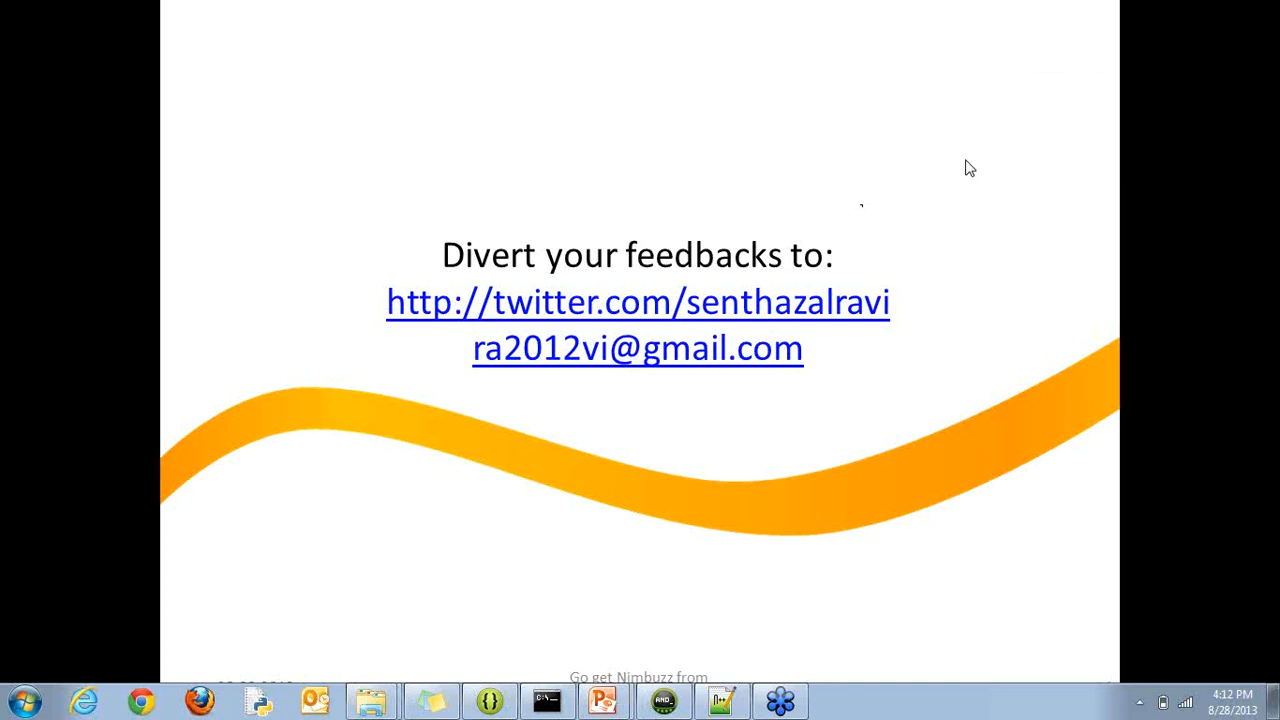 Divert your feedbacks to:
http://twitter.com/senthazalravi
ra2012vi@gmail.com
Go get Nimbuzz from
4:12 PM
8/28/2013